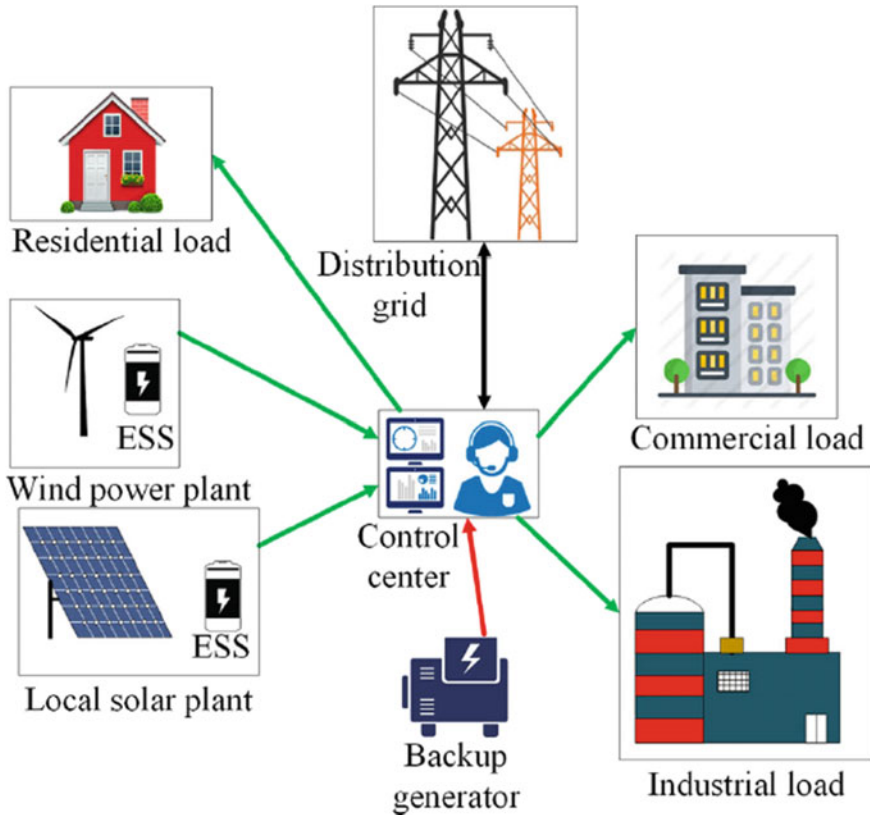 Residential load
Distribution
grid
ESS
Wind power plant
Commercial load
Control
center
ESS
Local solar plant
Backup
generator
Industrial load